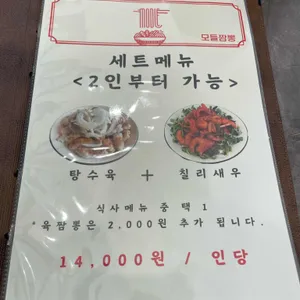 모들짬뽕
세트메뉴
<2인부터 가능>
탕수육 + 칠리새우
식사메뉴 중 택 1
*육짬뽕은 2,000원 추가 됩니다.
14,000원 / 인당